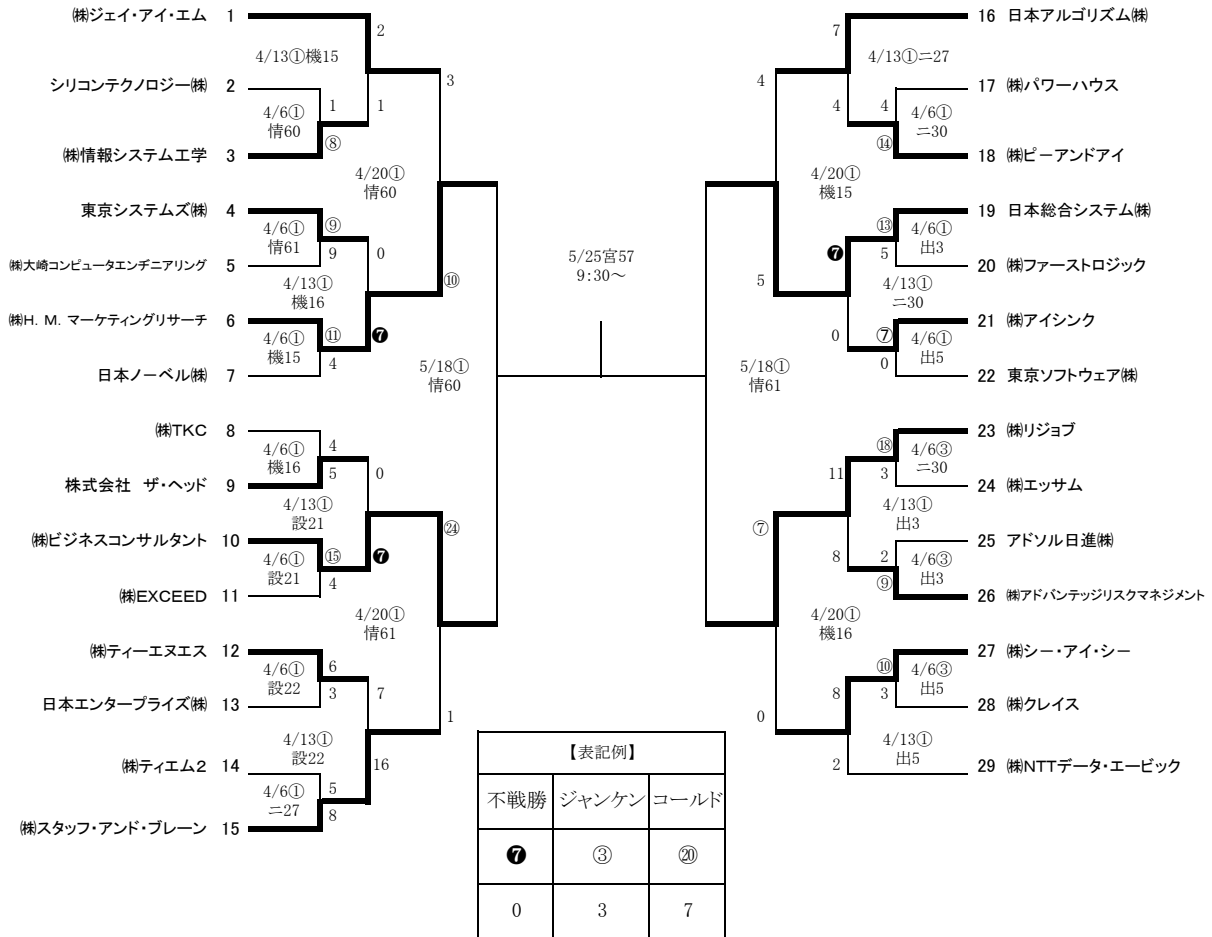 ㈱ジェイ・アイ・エム 1
2
4/13①機15
3
シリコンテクノロジー㈱ 2
1
1
4/6①
情60
⑧
㈱情報システム工学 3
4/20①
情60
東京システムズ㈱ 4
⑨
4/6①
情61
9
0
㈱大崎コンピュータエンヂニアリング 5
4/13①
機16
⑩
㈱H．M．マーケティングリサーチ 6
⑪
❼
4/6①
機15
4
日本ノーベル㈱ 7
5/18①
情60
㈱TKC 8
4
4/6①
機16
5
0
株式会社 ザ・ヘッド 9
4/13①
設21
㉔
㈱ビジネスコンサルタント 10
⑮
❼
4/6①
設21
4
㈱EXCEED 11
4/20①
情61
㈱ティーエヌエス 12
6
4/6①
設22
3
7
日本エンタープライズ㈱ 13
1
4/13①
設22
16
㈱ティエム2 14
5
4/6①
ニ27
8
㈱スタッフ・アンド・ブレーン 15
5/25宮57
9:30～
7
16 日本アルゴリズム㈱
4/13①ニ27
4
17 ㈱パワーハウス
4
4
4/6①
ニ30
⑭
18 ㈱ピーアンドアイ
4/20①
機15
19 日本総合システム㈱
⑬
4/6①
出3
❼
5
20 ㈱ファーストロジック
5
4/13①
ニ30
21 ㈱アイシンク
0
⑦
4/6①
出5
0
22 東京ソフトウェア㈱
5/18①
情61
23 ㈱リジョブ
⑱
4/6③
ニ30
11
3
24 ㈱エッサム
4/13①
出3
⑦
25 アドソル日進㈱
8
2
4/6③
出3
⑨
26 ㈱アドバンテッジリスクマネジメント
4/20①
機16
27 ㈱シー・アイ・シー
⑩
4/6③
出5
8
3
28 ㈱クレイス
0
4/13①
出5
2
29 ㈱NTTデータ・エービック
【表記例】
不戦勝 ジャンケン コールド
❼ ③ ⑳
0 3 7